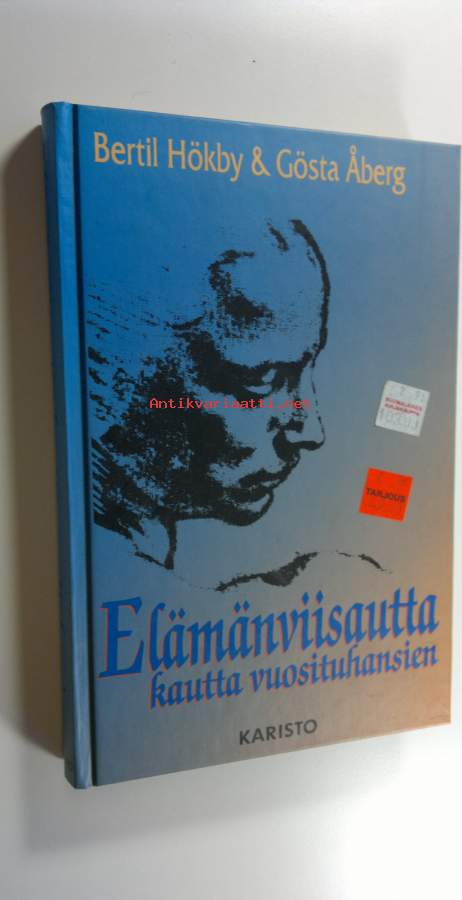 Bertil Hökby & Gösta Åberg
Antikvariaatti.net
TARJOUS
Elämänviisautta
kautta vuosituhansien
KARISTO